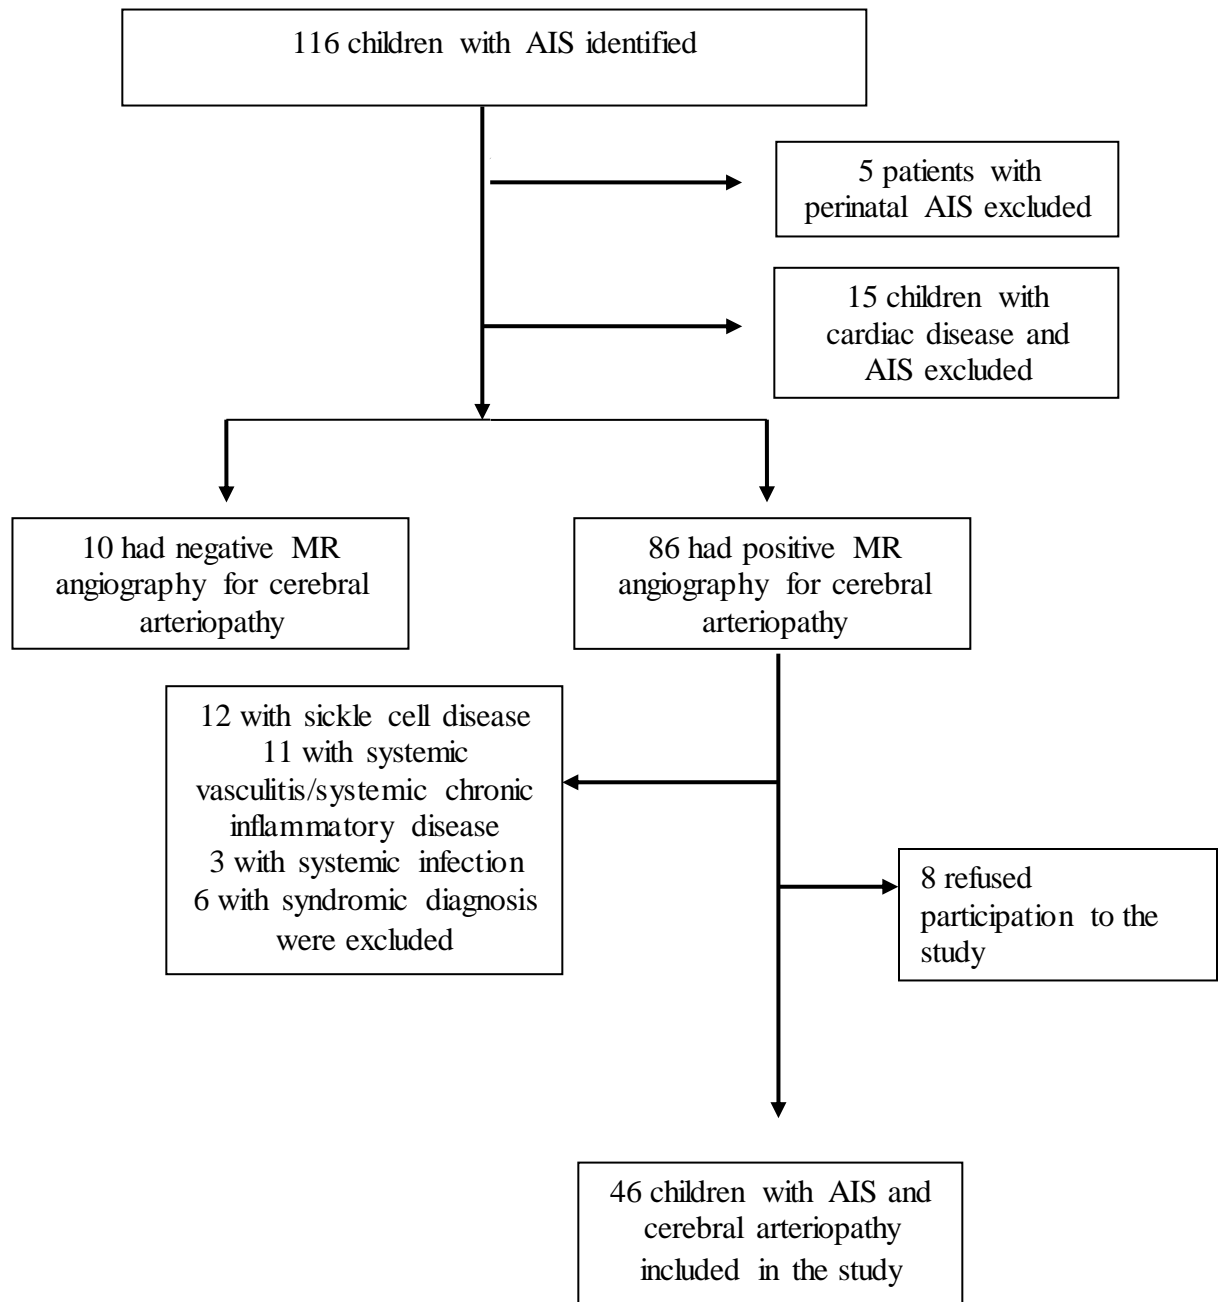 116 children with AIS identified
5 patients with
perinatal AIS excluded
15 children with
cardiac disease and
AIS excluded
10 had negative MR
angiography for cerebral
arteriopathy
86 had positive MR
angiography for cerebral
arteriopathy
12 with sickle cell disease
11 with systemic
vasculitis/systemic chronic
inflammatory disease
3 with systemic infection
6 with syndromic diagnosis
were excluded
8 refused
participation to the
study
46 children with AIS and
cerebral arteriopathy
included in the study